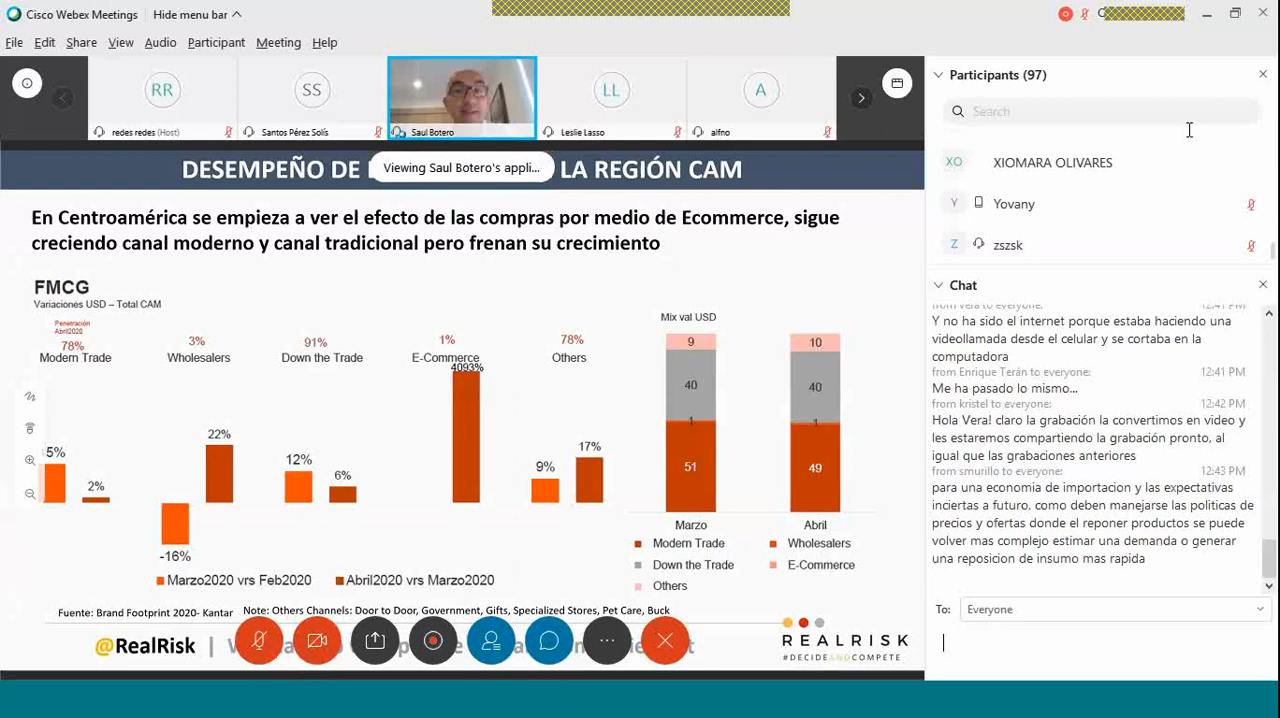 Cisco Webex Meetings
Hide menu bar
File Edit Share View Audio Participant Meeting Help
RR
SS
LL
A
redes redes (Host)
Santos Pérez Solís
Saul Botero
Leslie Lasso
alfno
DESEMPEÑO DE
Viewing Saul Botero's appli...
LA REGIÓN CAM
En Centroamérica se empieza a ver el efecto de las compras por medio de Ecommerce, sigue
creciendo canal moderno y canal tradicional pero frenan su crecimiento
FMCG
Variaciones USD – Total CAM
Penetración
Abril2020
78%
Modern Trade
3%
Wholesalers
91%
Down the Trade
1%
E-Commerce
78%
Others
5%
2%
-16%
22%
12%
6%
4093%
9%
17%
Marzo2020 vrs Feb2020
Abril2020 vrs Marzo2020
Mix val USD
9
40
1
51
10
40
1
49
Marzo
Abril
Modern Trade
Wholesalers
Down the Trade
E-Commerce
Others
Fuente: Brand Footprint 2020- Kantar
Note: Others Channels: Door to Door, Government, Gifts, Specialized Stores, Pet Care, Buck
@RealRisk |
REALRISK
#DECIDEANDCOMPETE
Participants (97)
Search
XO XIOMARA OLIVARES
Y Yovany
Z zszsk
Chat
from vera to everyone: 12:41 PM
Y no ha sido el internet porque estaba haciendo una
videollamada desde el celular y se cortaba en la
computadora
from Enrique Terán to everyone: 12:41 PM
Me ha pasado lo mismo...
from kristel to everyone: 12:42 PM
Hola Vera! claro la grabación la convertimos en video y
les estaremos compartiendo la grabación pronto, al
igual que las grabaciones anteriores
from smurillo to everyone: 12:43 PM
para una economia de importacion y las expectativas
inciertas a futuro, como deben manejarse las politicas de
precios y ofertas donde el reponer productos se puede
volver mas complejo estimar una demanda o generar
una reposicion de insumo mas rapida
To: Everyone